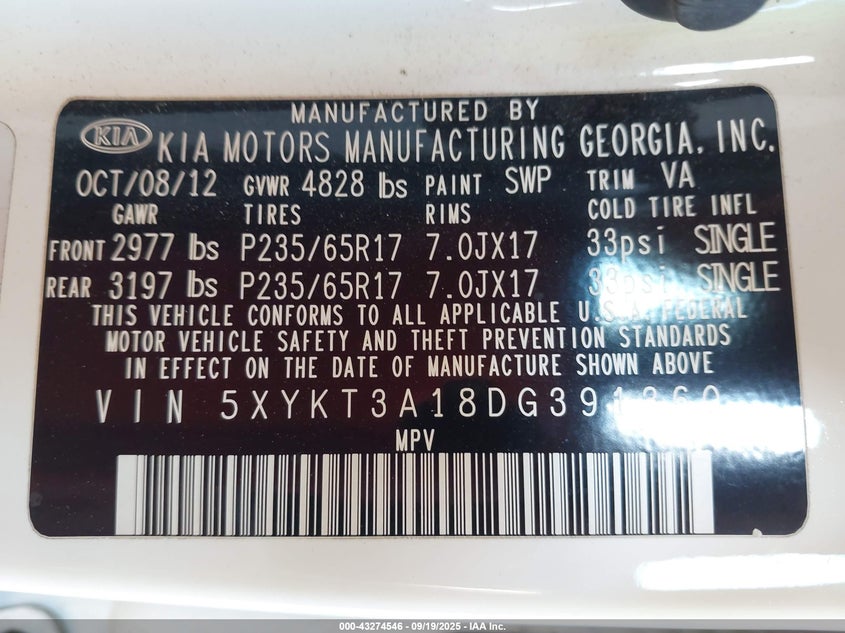 MANUFACTURED BY
KIA KIA MOTORS MANUFACTURING GEORGIA, INC.
OCT/08/12 GVWR 4828 lbs PAINT SWP TRIM VA
GAWR TIRES RIMS COLD TIRE INFL
FRONT 2977 lbs P235/65R17 7.0JX17 33psi SINGLE
REAR 3197 lbs P235/65R17 7.0JX17 33psi SINGLE
THIS VEHICLE CONFORMS TO ALL APPLICABLE U.S.A. FEDERAL
MOTOR VEHICLE SAFETY AND THEFT PREVENTION STANDARDS
IN EFFECT ON THE DATE OF MANUFACTURE SHOWN ABOVE
VIN 5XYKT3A18DG391360
MPV
000-43274546 - 09/19/2025 - IAA Inc.